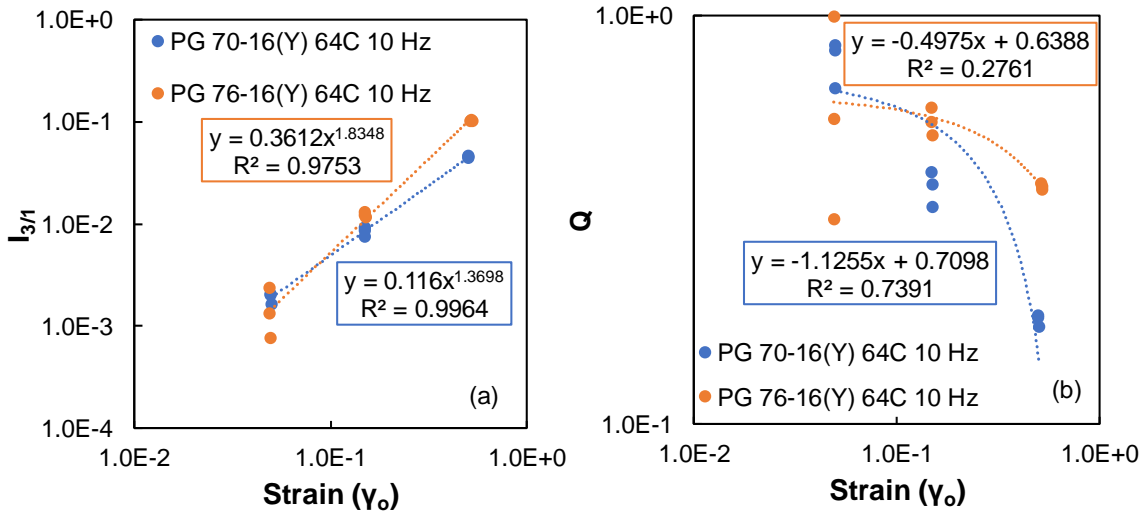 1.0E+0
PG 70-16(Y) 64C 10 Hz
PG 76-16(Y) 64C 10 Hz
1.0E-1
y = 0.3612x^1.8348
R² = 0.9753
I3/1
1.0E-2
y = 0.116x^1.3698
R² = 0.9964
1.0E-3
(a)
1.0E-4
1.0E-2
1.0E-1
1.0E+0
Strain (γo)
1.0E+0
y = -0.4975x + 0.6388
R² = 0.2761
Q
y = -1.1255x + 0.7098
R² = 0.7391
PG 70-16(Y) 64C 10 Hz
PG 76-16(Y) 64C 10 Hz
(b)
1.0E-1
1.0E-2
1.0E-1
1.0E+0
Strain (γo)